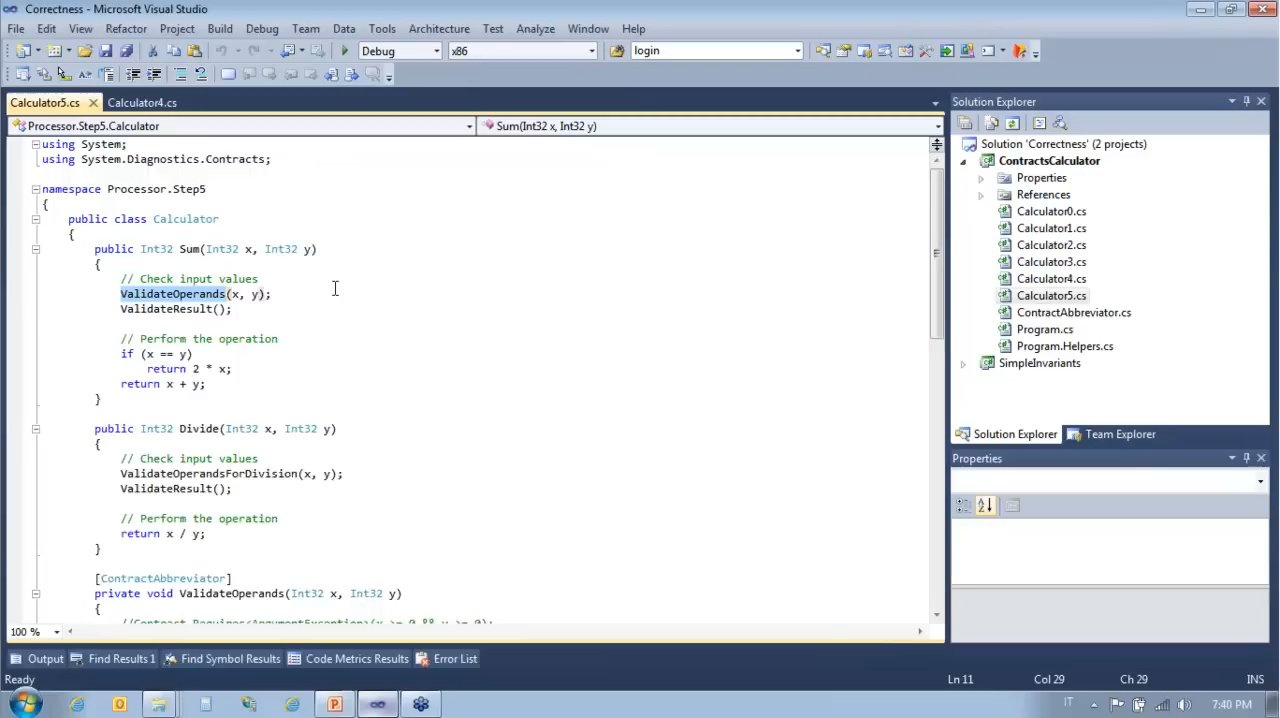 Correctness - Microsoft Visual Studio
File Edit View Refactor Project Build Debug Team Data Tools Architecture Test Analyze Window Help
Debug x86 login
Calculator5.cs Calculator4.cs
Processor.Step5.Calculator Sum(Int32 x, Int32 y)
using System;
using System.Diagnostics.Contracts;
namespace Processor.Step5
{
public class Calculator
{
public Int32 Sum(Int32 x, Int32 y)
{
// Check input values
ValidateOperands(x, y);
ValidateResult();
// Perform the operation
if (x == y)
return 2 * x;
return x + y;
}
public Int32 Divide(Int32 x, Int32 y)
{
// Check input values
ValidateOperandsForDivision(x, y);
ValidateResult();
// Perform the operation
return x / y;
}
[ContractAbbreviator]
private void ValidateOperands(Int32 x, Int32 y)
{
//Contract.Requires<ArgumentException>(x >= 0 && y >= 0);
100 %
Solution Explorer
Solution 'Correctness' (2 projects)
ContractsCalculator
Properties
References
Calculator0.cs
Calculator1.cs
Calculator2.cs
Calculator3.cs
Calculator4.cs
Calculator5.cs
ContractAbbreviator.cs
Program.cs
Program.Helpers.cs
SimpleInvariants
Solution Explorer Team Explorer
Properties
Output Find Results 1 Find Symbol Results Code Metrics Results Error List
Ready Ln 11 Col 29 Ch 29 INS
IT 7:40 PM